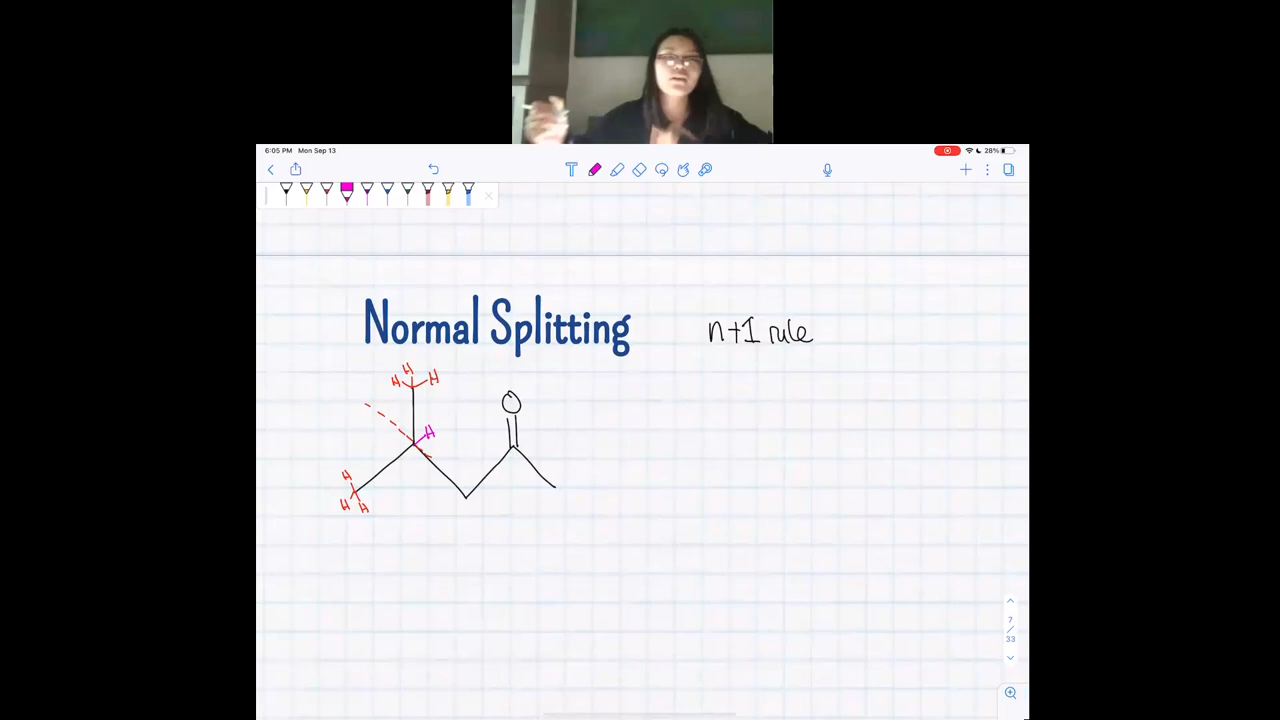 6:05 PM Mon Sep 13
28%
T
Normal Splitting
n+1 rule
H
H H
O
H
H
H H
7
/
33